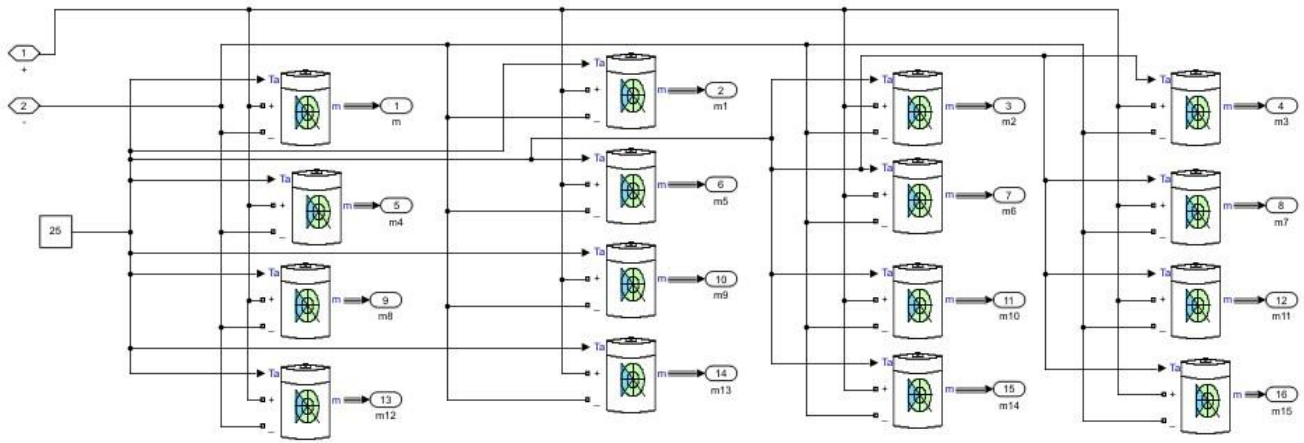 1
+
2
-
25
Ta
+
_
m
1
m
Ta
+
_
m
2
m1
Ta
+
_
m
3
m2
Ta
+
_
m
4
m3
Ta
+
_
m
5
m4
Ta
+
_
m
6
m5
Ta
+
_
m
7
m6
Ta
+
_
m
8
m7
Ta
+
_
m
9
m8
Ta
+
_
m
10
m9
Ta
+
_
m
11
m10
Ta
+
_
m
12
m11
Ta
+
_
m
13
m12
Ta
+
_
m
14
m13
Ta
+
_
m
15
m14
Ta
+
_
m
16
m15